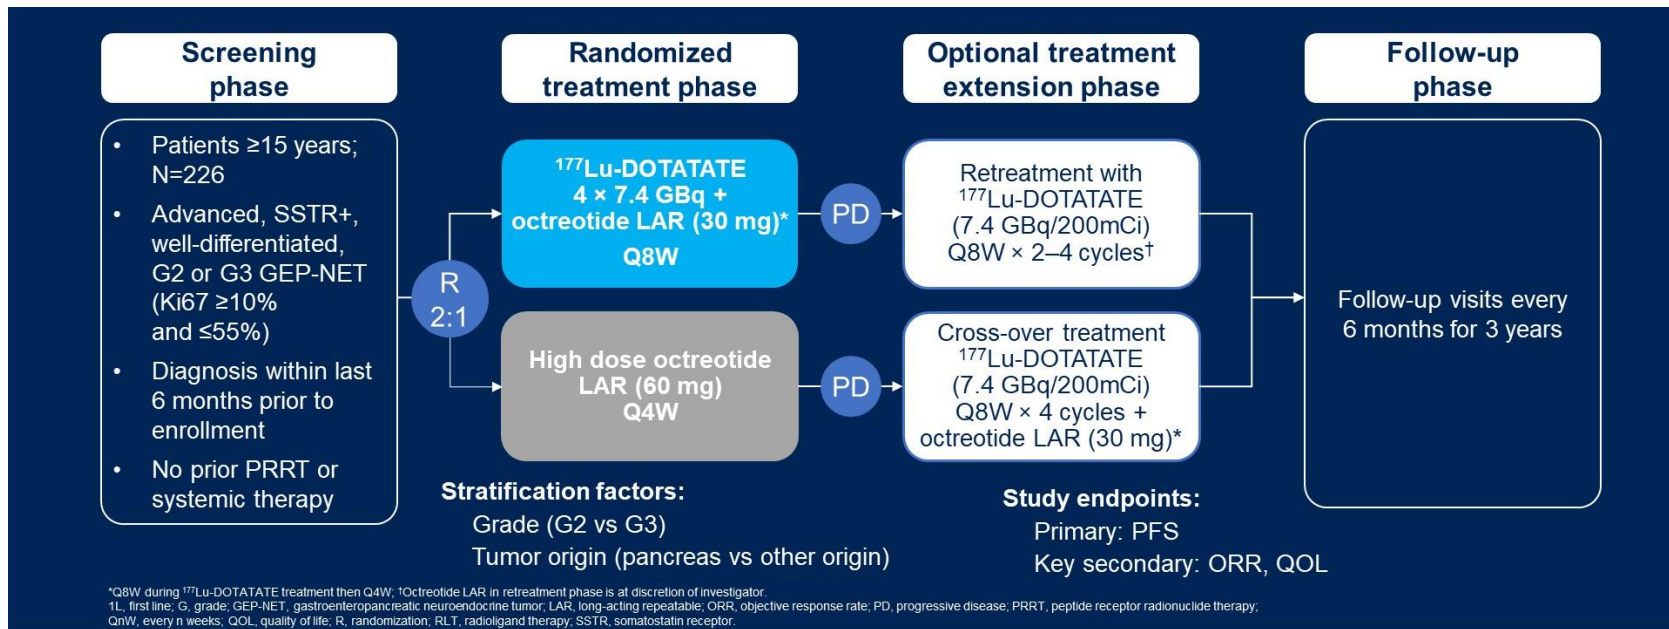 Screening
phase
• Patients ≥15 years;
N=226
• Advanced, SSTR+,
well-differentiated,
G2 or G3 GEP-NET
(Ki67 ≥10%
and ≤55%)
• Diagnosis within last
6 months prior to
enrollment
• No prior PRRT or
systemic therapy
R
2:1
Randomized
treatment phase
¹⁷⁷Lu-DOTATATE
4 × 7.4 GBq +
octreotide LAR (30 mg)*
Q8W
High dose octreotide
LAR (60 mg)
Q4W
Stratification factors:
Grade (G2 vs G3)
Tumor origin (pancreas vs other origin)
PD
PD
Optional treatment
extension phase
Retreatment with
¹⁷⁷Lu-DOTATATE
(7.4 GBq/200mCi)
Q8W × 2–4 cycles†
Cross-over treatment
¹⁷⁷Lu-DOTATATE
(7.4 GBq/200mCi)
Q8W × 4 cycles +
octreotide LAR (30 mg)*
Study endpoints:
Primary: PFS
Key secondary: ORR, QOL
Follow-up
phase
Follow-up visits every
6 months for 3 years
*Q8W during ¹⁷⁷Lu-DOTATATE treatment then Q4W; †Octreotide LAR in retreatment phase is at discretion of investigator.
1L, first line; G, grade; GEP-NET, gastroenteropancreatic neuroendocrine tumor; LAR, long-acting repeatable; ORR, objective response rate; PD, progressive disease; PRRT, peptide receptor radionuclide therapy;
QnW, every n weeks; QOL, quality of life; R, randomization; RLT, radioligand therapy; SSTR, somatostatin receptor.